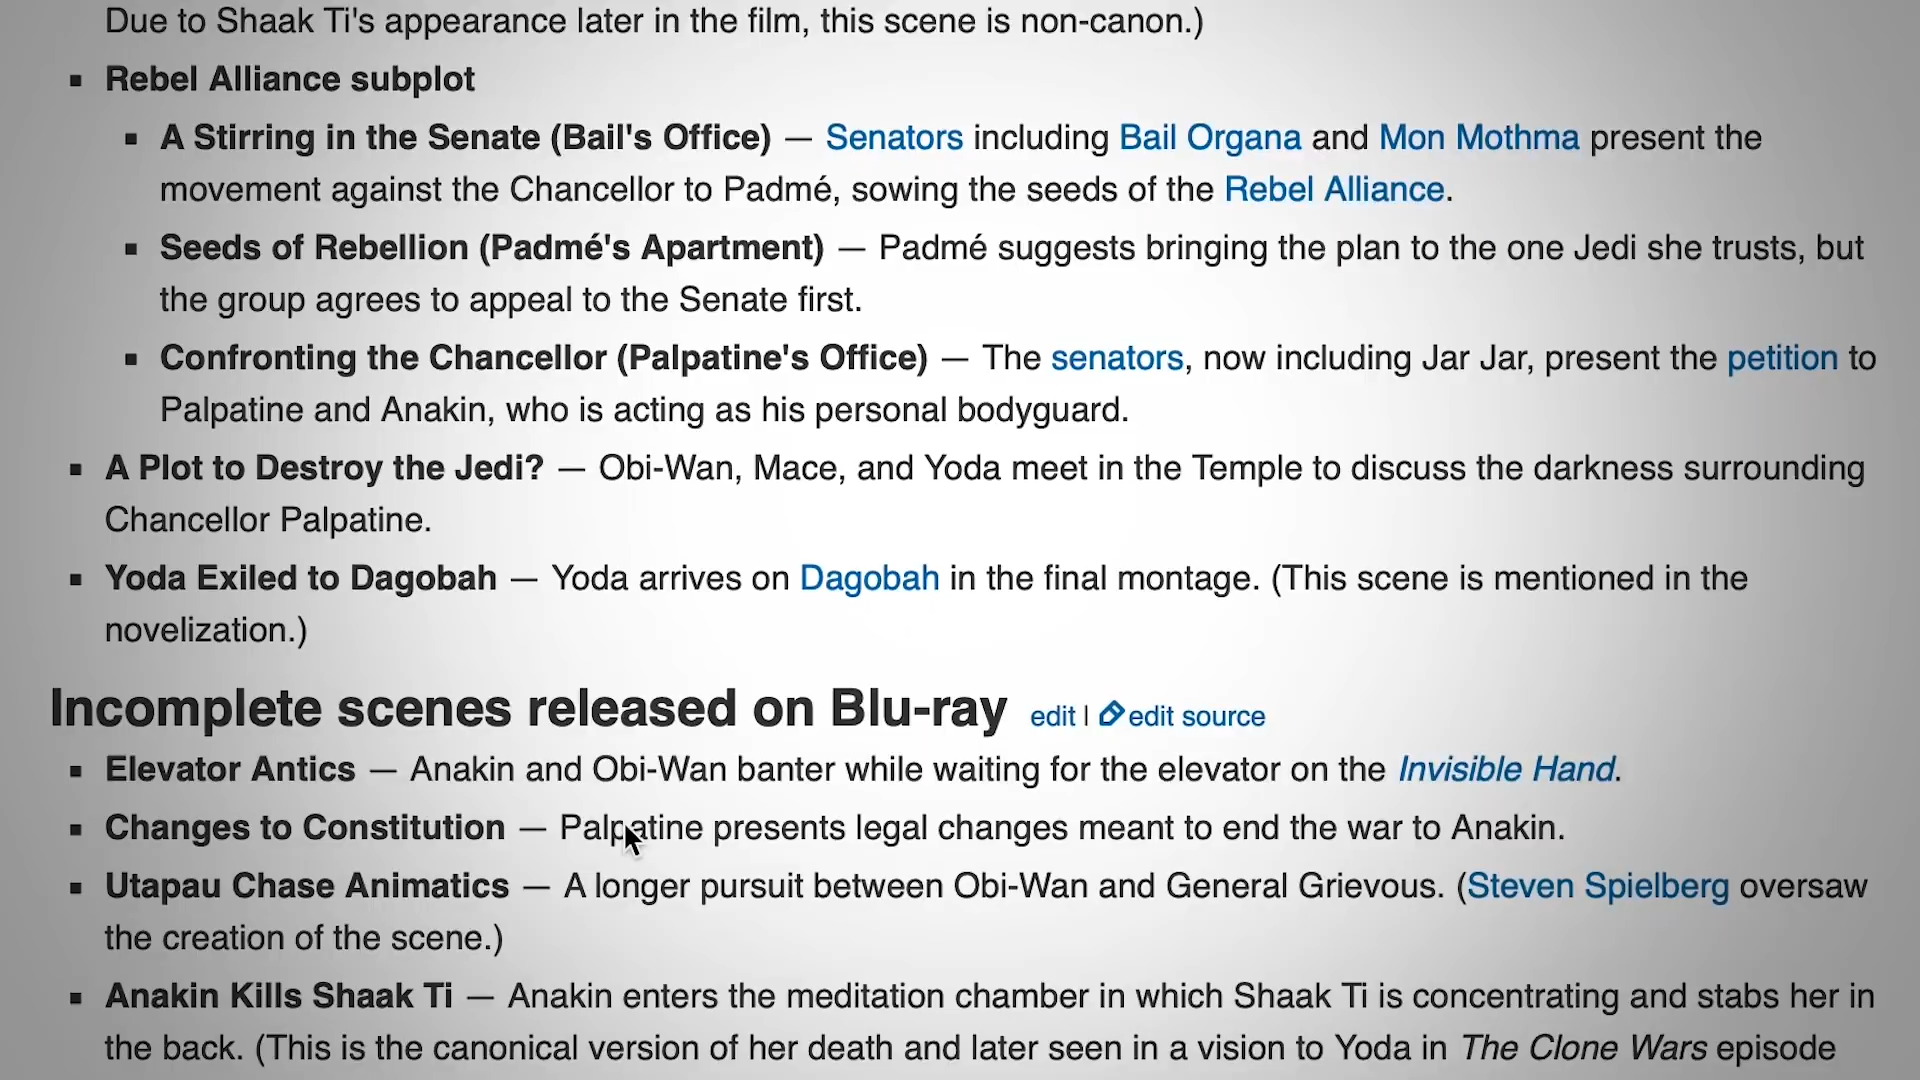 Due to Shaak Ti's appearance later in the film, this scene is non-canon.)
▪ Rebel Alliance subplot
▪ A Stirring in the Senate (Bail's Office) — Senators including Bail Organa and Mon Mothma present the
movement against the Chancellor to Padmé, sowing the seeds of the Rebel Alliance.
▪ Seeds of Rebellion (Padmé's Apartment) — Padmé suggests bringing the plan to the one Jedi she trusts, but
the group agrees to appeal to the Senate first.
▪ Confronting the Chancellor (Palpatine's Office) — The senators, now including Jar Jar, present the petition to
Palpatine and Anakin, who is acting as his personal bodyguard.
▪ A Plot to Destroy the Jedi? — Obi-Wan, Mace, and Yoda meet in the Temple to discuss the darkness surrounding
Chancellor Palpatine.
▪ Yoda Exiled to Dagobah — Yoda arrives on Dagobah in the final montage. (This scene is mentioned in the
novelization.)
Incomplete scenes released on Blu-ray edit | edit source
▪ Elevator Antics — Anakin and Obi-Wan banter while waiting for the elevator on the Invisible Hand.
▪ Changes to Constitution — Palpatine presents legal changes meant to end the war to Anakin.
▪ Utapau Chase Animatics — A longer pursuit between Obi-Wan and General Grievous. (Steven Spielberg oversaw
the creation of the scene.)
▪ Anakin Kills Shaak Ti — Anakin enters the meditation chamber in which Shaak Ti is concentrating and stabs her in
the back. (This is the canonical version of her death and later seen in a vision to Yoda in The Clone Wars episode